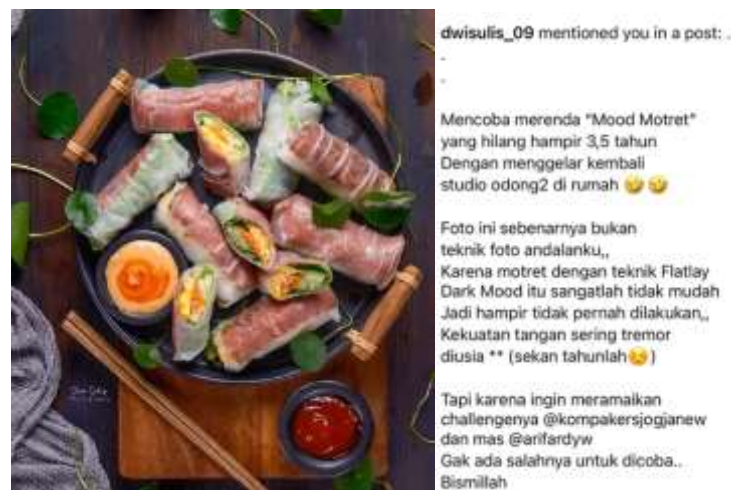 dwisulis_09 mentioned you in a post: .
.
.
Mencoba merenda "Mood Motret"
yang hilang hampir 3,5 tahun
Dengan menggelar kembali
studio odong2 di rumah 🤣🤣
Foto ini sebenarnya bukan
teknik foto andalanku,,
Karena motret dengan teknik Flatlay
Dark Mood itu sangatlah tidak mudah
Jadi hampir tidak pernah dilakukan,,
Kekuatan tangan sering tremor
diusia ** (sekan tahunlah😣)
Tapi karena ingin meramaikan
challengenya @kompakersjogjanew
dan mas @arifardyw
Gak ada salahnya untuk dicoba..
Bismillah